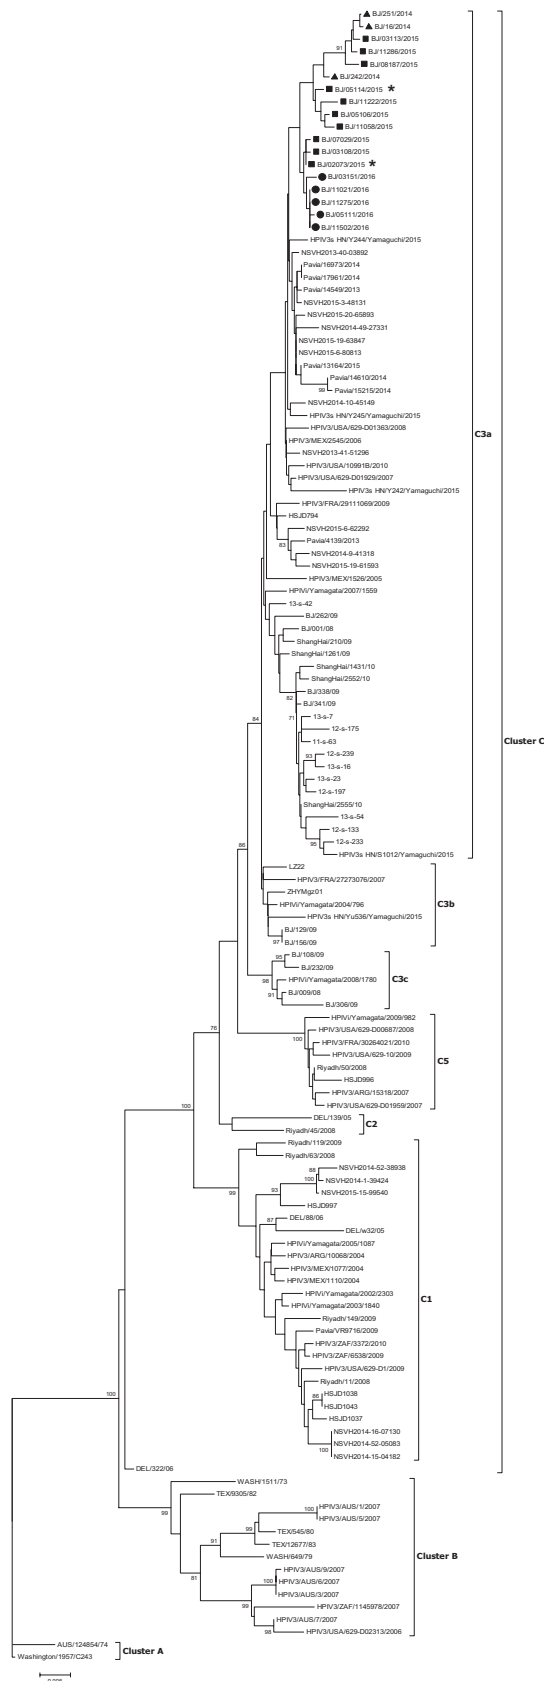 BJ/251/2014
BJ/16/2014
BJ/03113/2015
91
BJ/11286/2015
BJ/08187/2015
BJ/242/2014
BJ/05114/2015 *
BJ/11222/2015
BJ/05106/2015
BJ/11058/2015
BJ/07029/2015
BJ/03108/2015
BJ/02073/2015 *
BJ/03151/2016
BJ/11021/2016
BJ/11275/2016
BJ/05111/2016
BJ/11502/2016
HPIV3s HN/Y244/Yamaguchi/2015
NSVH2013-40-03892
Pavia/16973/2014
Pavia/17961/2014
Pavia/14549/2013
NSVH2015-3-48131
NSVH2015-20-65893
NSVH2014-49-27331
NSVH2015-19-63847
NSVH2015-6-80813
Pavia/13164/2015
Pavia/14610/2014
99
Pavia/15215/2014
NSVH2014-10-45149
HPIV3s HN/Y245/Yamaguchi/2015
HPIV3/USA/629-D01363/2008
C3a
HPIV3/MEX/2545/2006
NSVH2013-41-51296
HPIV3/USA/10991B/2010
HPIV3/USA/629-D01929/2007
HPIV3s HN/Y242/Yamaguchi/2015
HPIV3/FRA/29111069/2009
HSJD794
NSVH2015-6-62292
83
Pavia/4139/2013
NSVH2014-9-41318
NSVH2015-19-61593
HPIV3/MEX/1526/2005
HPIVi/Yamagata/2007/1559
13-s-42
BJ/262/09
BJ/001/08
ShangHai/210/09
ShangHai/1261/09
ShangHai/1431/10
ShangHai/2552/10
82
BJ/338/09
BJ/341/09
71
13-s-7
84
12-s-175
11-s-63
Cluster C
93
12-s-239
13-s-16
13-s-23
12-s-197
ShangHai/2555/10
13-s-54
12-s-133
95
12-s-233
86
HPIV3s HN/S1012/Yamaguchi/2015
LZ22
HPIV3/FRA/27273076/2007
ZHYMgz01
HPIVi/Yamagata/2004/796
C3b
HPIV3s HN/Yu536/Yamaguchi/2015
BJ/129/09
97
BJ/156/09
95
BJ/108/09
BJ/232/09
98
HPIVi/Yamagata/2008/1780
C3c
91
BJ/009/08
BJ/306/09
HPIVi/Yamagata/2009/982
76
HPIV3/USA/629-D00687/2008
100
HPIV3/FRA/30264021/2010
HPIV3/USA/629-10/2009
C5
Riyadh/50/2008
HSJD996
HPIV3/ARG/15318/2007
HPIV3/USA/629-D01959/2007
100
DEL/139/05
C2
Riyadh/45/2008
Riyadh/119/2009
Riyadh/63/2008
88
NSVH2014-52-38938
100
NSVH2014-1-39424
99
93
NSVH2015-15-99540
HSJD997
87
DEL/88/06
DEL/w32/05
HPIVi/Yamagata/2005/1087
HPIV3/ARG/10068/2004
HPIV3/MEX/1077/2004
HPIV3/MEX/1110/2004
C1
HPIVi/Yamagata/2002/2303
HPIVi/Yamagata/2003/1840
Riyadh/149/2009
Pavia/VR9716/2009
HPIV3/ZAF/3372/2010
HPIV3/ZAF/6538/2009
HPIV3/USA/629-D1/2009
Riyadh/11/2008
86
HSJD1038
100
HSJD1043
HSJD1037
NSVH2014-16-07130
NSVH2014-52-05083
100
NSVH2014-15-04182
DEL/322/06
WASH/1511/73
TEX/9305/82
99
100
HPIV3/AUS/1/2007
HPIV3/AUS/5/2007
99
TEX/545/80
91
TEX/12677/83
Cluster B
WASH/649/79
81
HPIV3/AUS/9/2007
100
HPIV3/AUS/6/2007
HPIV3/AUS/3/2007
99
HPIV3/ZAF/1145978/2007
HPIV3/AUS/7/2007
98
HPIV3/USA/629-D02313/2006
AUS/124854/74
Cluster A
Washington/1957/C243
0.005